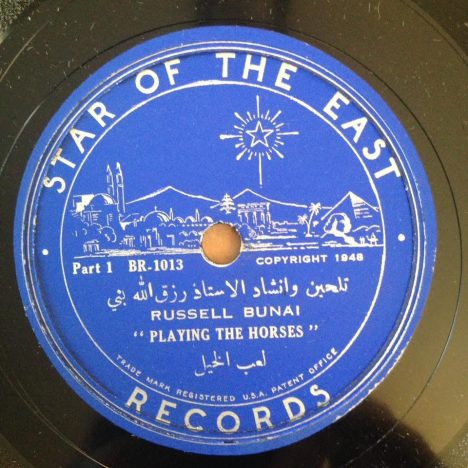 STAR OF THE EAST
Part 1 BR-1013
COPYRIGHT 1948
تلحين وانشاد الاستاذ رزق الله بني
RUSSELL BUNAI
“ PLAYING THE HORSES ”
لعب الخيل
TRADE MARK REGISTERED U.S.A. PATENT OFFICE
RECORDS